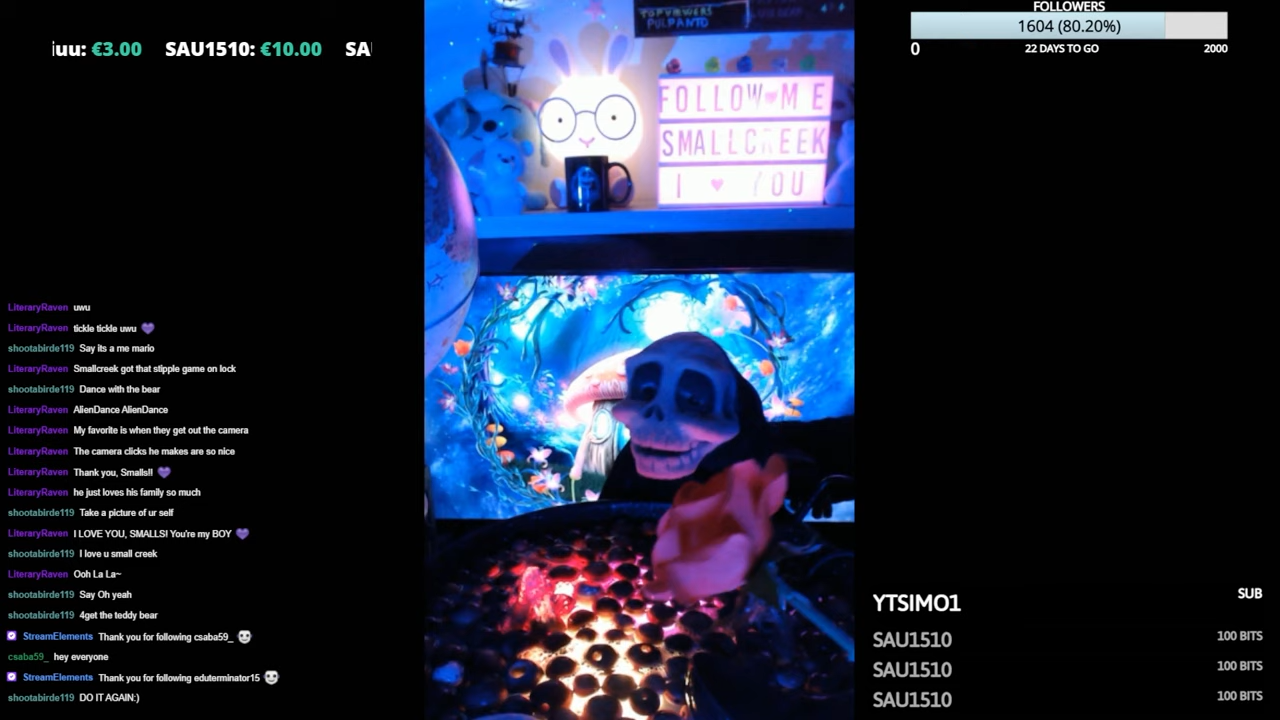 iuu: €3.00 SAU1510: €10.00 SA
LiteraryRaven uwu
LiteraryRaven tickle tickle uwu
shootabirde119 Say its a me mario
LiteraryRaven Smallcreek got that stipple game on lock
shootabirde119 Dance with the bear
LiteraryRaven AlienDance AlienDance
LiteraryRaven My favorite is when they get out the camera
LiteraryRaven The camera clicks he makes are so nice
LiteraryRaven Thank you, Smalls!!
LiteraryRaven he just loves his family so much
shootabirde119 Take a picture of ur self
LiteraryRaven I LOVE YOU, SMALLS! You're my BOY
shootabirde119 I love u small creek
LiteraryRaven Ooh La La~
shootabirde119 Say Oh yeah
shootabirde119 4get the teddy bear
StreamElements Thank you for following csaba59_
csaba59_ hey everyone
StreamElements Thank you for following eduterminator15
shootabirde119 DO IT AGAIN:)
TOPVIEWERS
PULPANTO
FOLLOW♥ME
SMALLCREEK
I ♥ YOU
FOLLOWERS
1604 (80.20%)
0 22 DAYS TO GO 2000
YTSIMO1 SUB
SAU1510 100 BITS
SAU1510 100 BITS
SAU1510 100 BITS